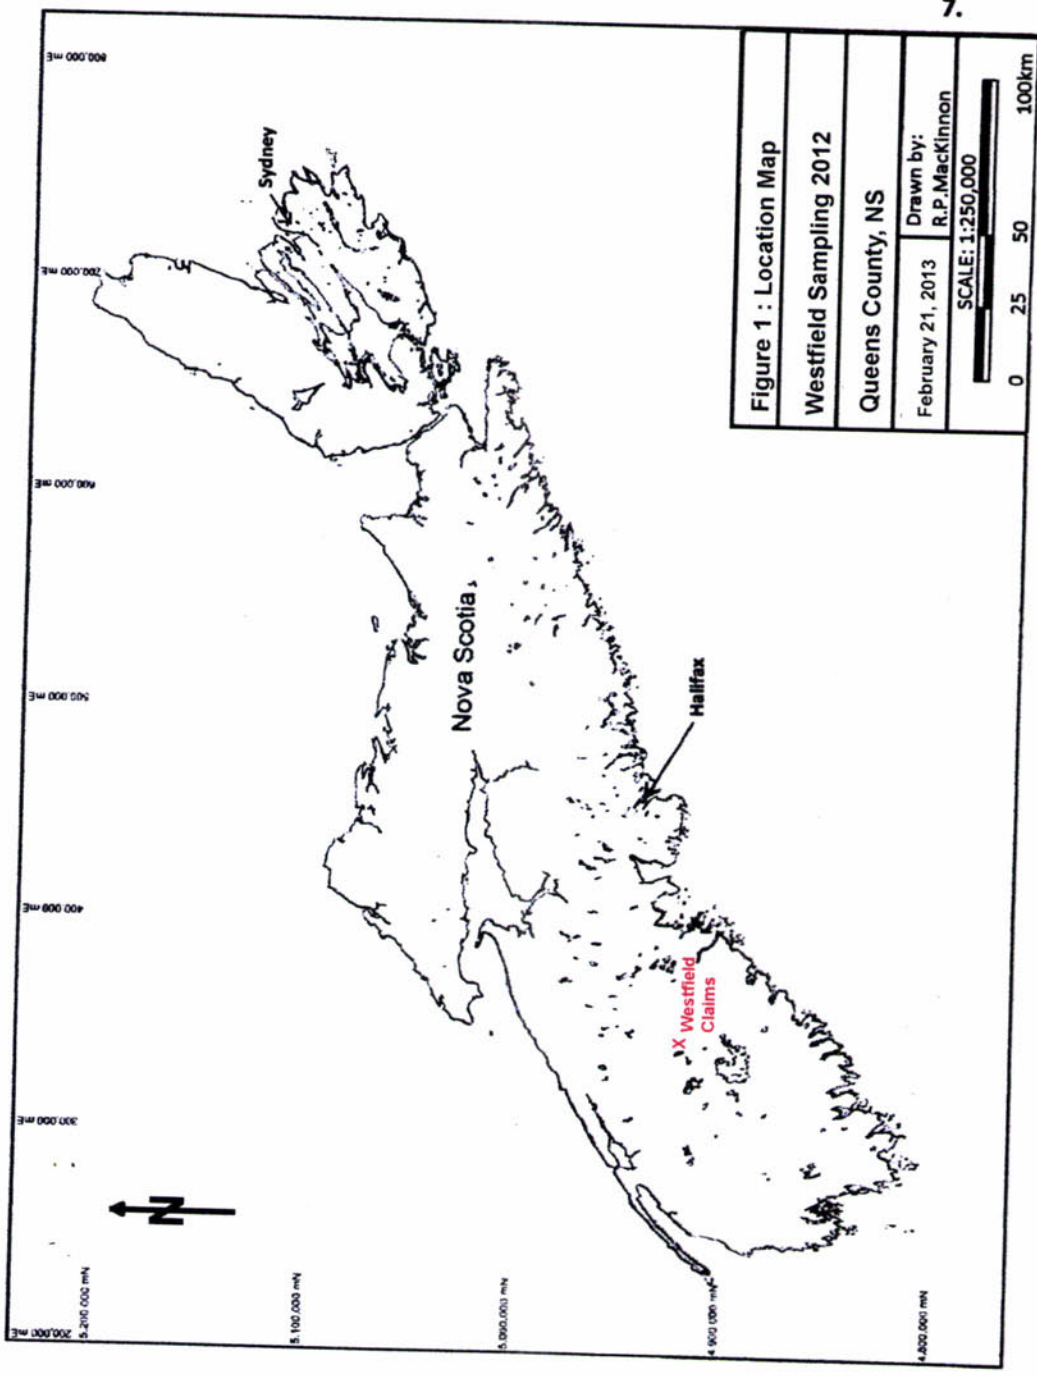 7.
800,000 mE
700,000 mE
600,000 mE
500,000 mE
400,000 mE
300,000 mE
200,000 mE
5,200,000 mN
5,100,000 mN
5,000,000 mN
4,900,000 mN
4,800,000 mN
N
Sydney
Nova Scotia
Halifax
X Westfield
Claims
Figure 1 : Location Map
Westfield Sampling 2012
Queens County, NS
February 21, 2013
Drawn by:
R.P.MacKinnon
SCALE: 1:250,000
0 25 50 100km